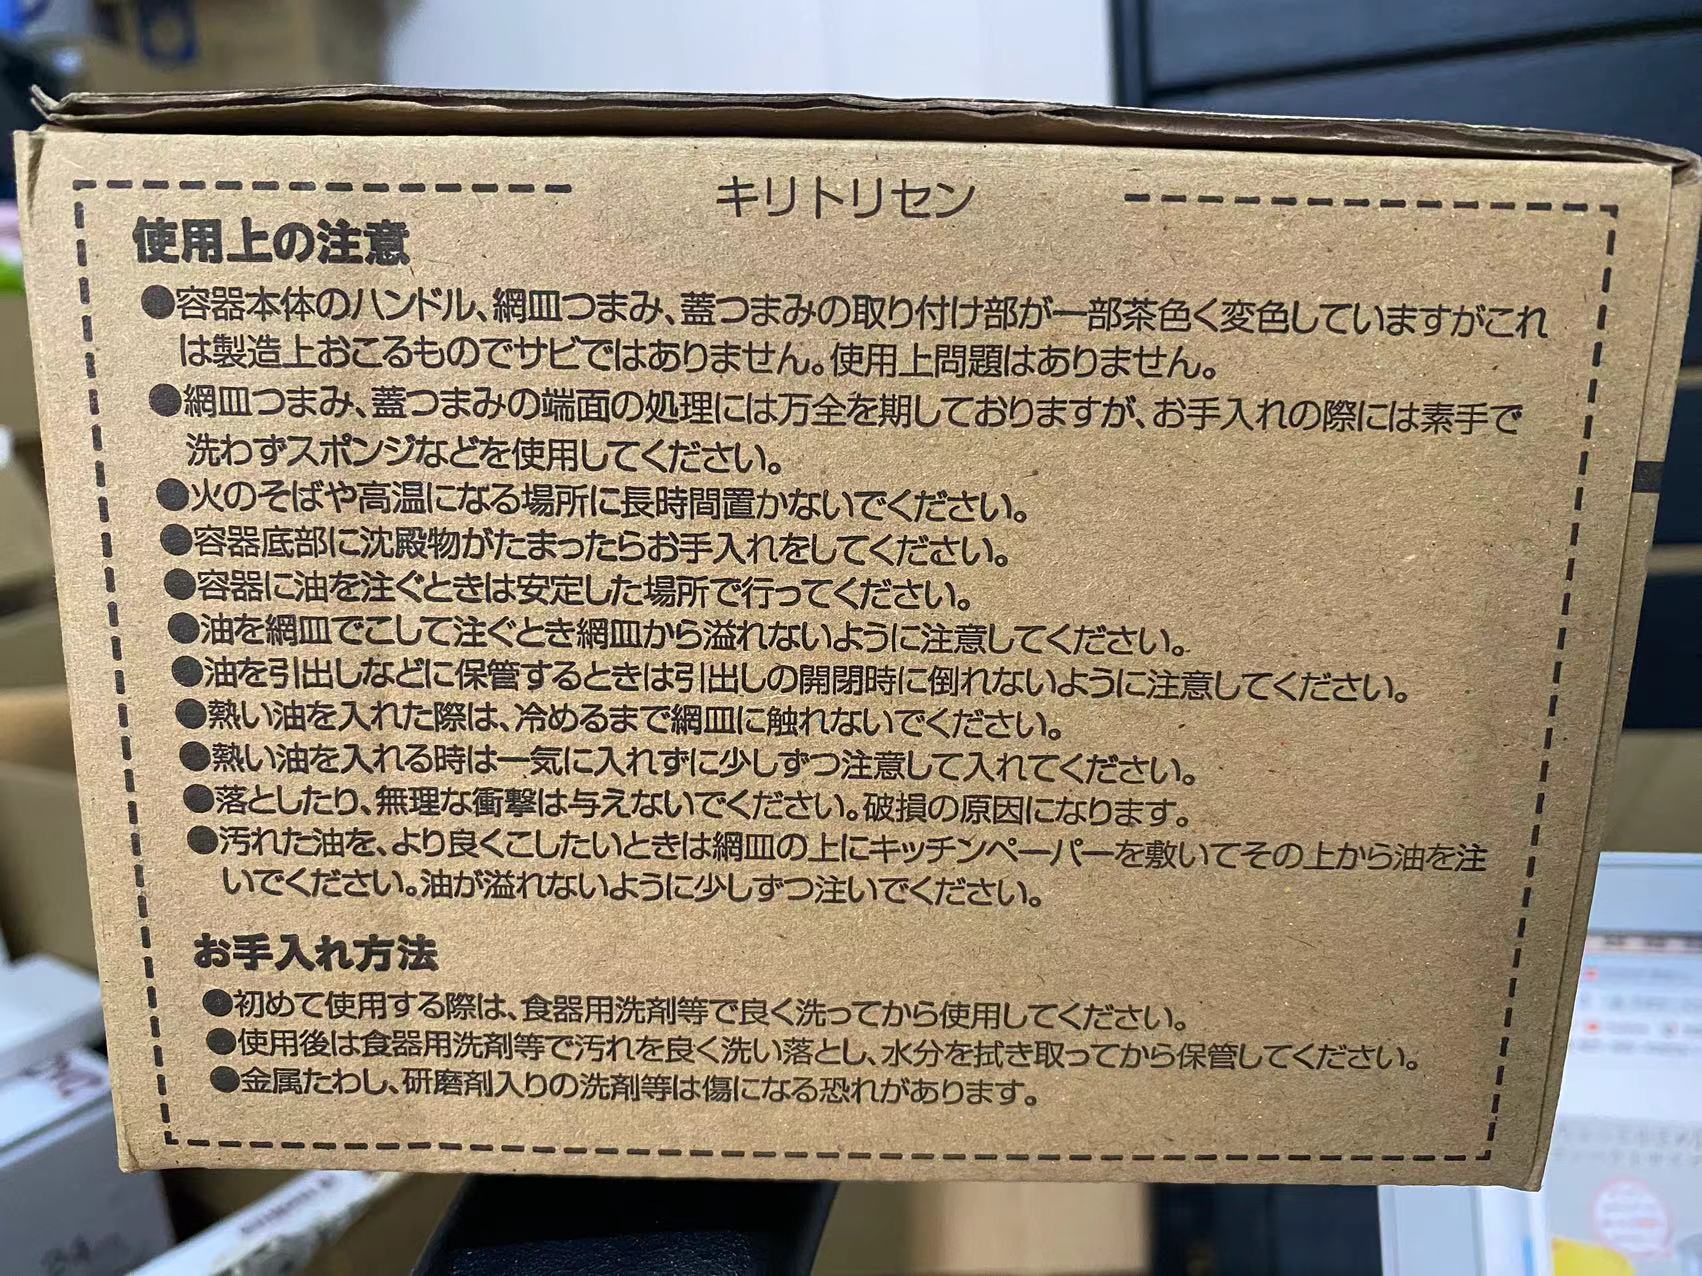 キリトリセン
使用上の注意
●容器本体のハンドル、網皿つまみ、蓋つまみの取り付け部が一部茶色く変色していますがこれ
は製造上おこるものでサビではありません。使用上問題はありません。
●網皿つまみ、蓋つまみの端面の処理には万全を期しておりますが、お手入れの際には素手で
洗わずスポンジなどを使用してください。
●火のそばや高温になる場所に長時間置かないでください。
●容器底部に沈殿物がたまったらお手入れをしてください。
●容器に油を注ぐときは安定した場所で行ってください。
●油を網皿でこして注ぐとき網皿から溢れないように注意してください。
●油を引出しなどに保管するときは引出しの開閉時に倒れないように注意してください。
●熱い油を入れた際は、冷めるまで網皿に触れないでください。
●熱い油を入れる時は一気に入れずに少しずつ注意して入れてください。
●落としたり、無理な衝撃は与えないでください。破損の原因になります。
●汚れた油を、より良くこしたいときは網皿の上にキッチンペーパーを敷いてその上から油を注
いでください。油が溢れないように少しずつ注いでください。
お手入れ方法
●初めて使用する際は、食器用洗剤等で良く洗ってから使用してください。
●使用後は食器用洗剤等で汚れを良く洗い落とし、水分を拭き取ってから保管してください。
●金属たわし、研磨剤入りの洗剤等は傷になる恐れがあります。